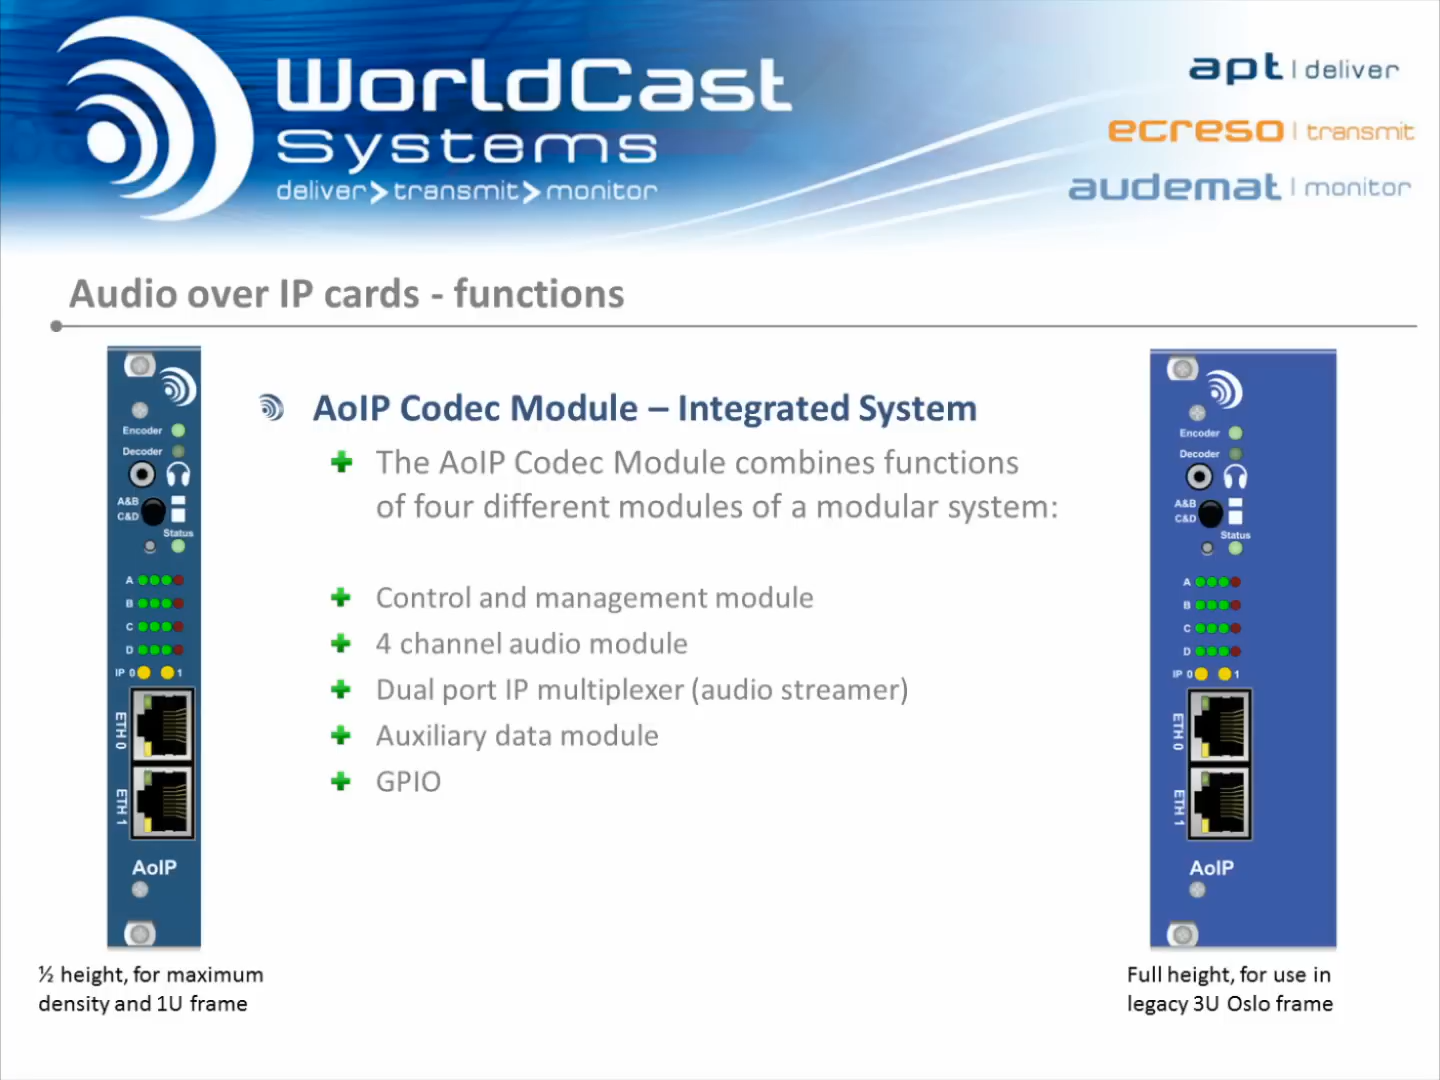 WorldCast
Systems
deliver>transmit>monitor
apt | deliver
ecreso | transmit
audemat | monitor
Audio over IP cards - functions
Encoder
Decoder
A&B
C&D
Status
A
B
C
D
IP 0 1
ETH 0
ETH 1
AoIP
½ height, for maximum
density and 1U frame
AoIP Codec Module – Integrated System
The AoIP Codec Module combines functions
of four different modules of a modular system:
Control and management module
4 channel audio module
Dual port IP multiplexer (audio streamer)
Auxiliary data module
GPIO
Encoder
Decoder
A&B
C&D
Status
A
B
C
D
IP 0 1
ETH 0
ETH 1
AoIP
Full height, for use in
legacy 3U Oslo frame